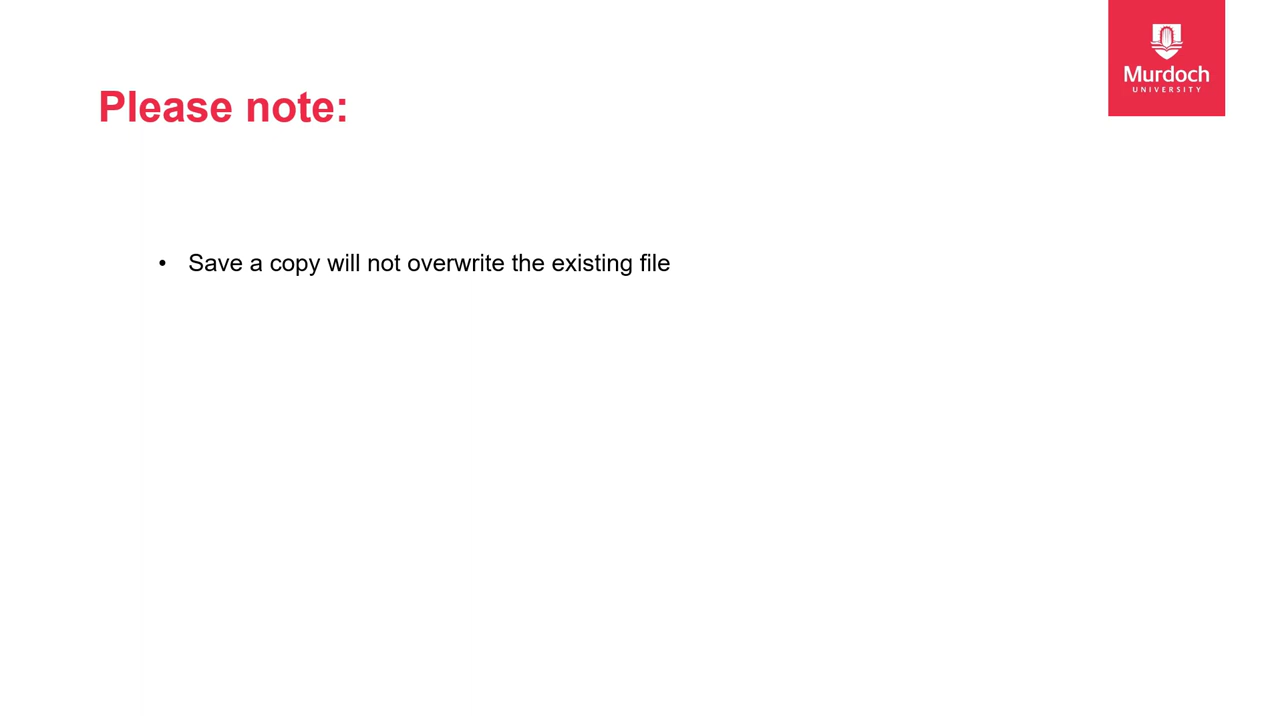 Murdoch
UNIVERSITY
Please note:
• Save a copy will not overwrite the existing file